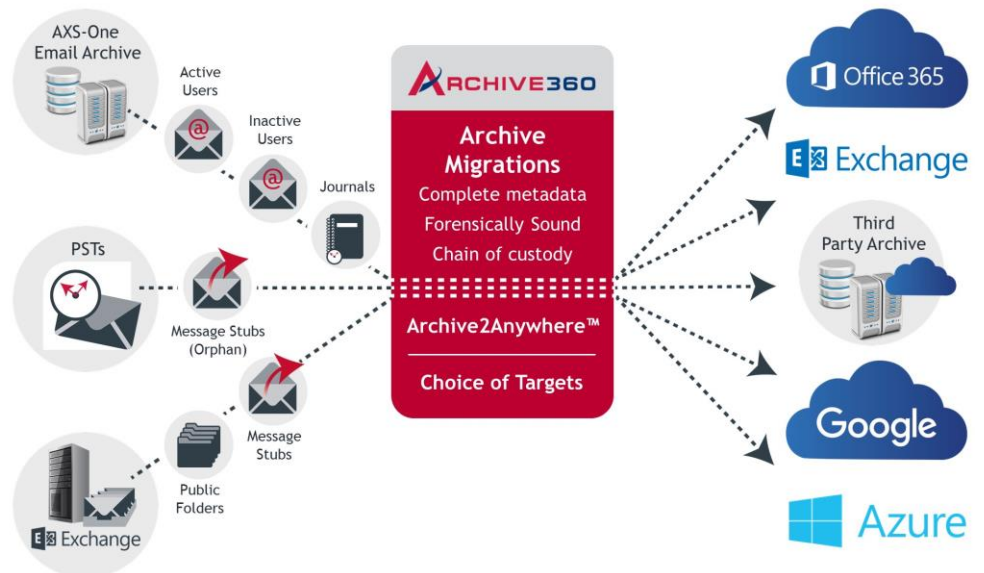 AXS-One
Email Archive
Active
Users
Inactive
Users
Journals
PSTs
Message Stubs
(Orphan)
Message
Stubs
Public
Folders
E Exchange
ARCHIVE360
Archive
Migrations
Complete metadata
Forensically Sound
Chain of custody
Archive2Anywhere™
Choice of Targets
Office 365
E Exchange
Third
Party Archive
Google
Azure